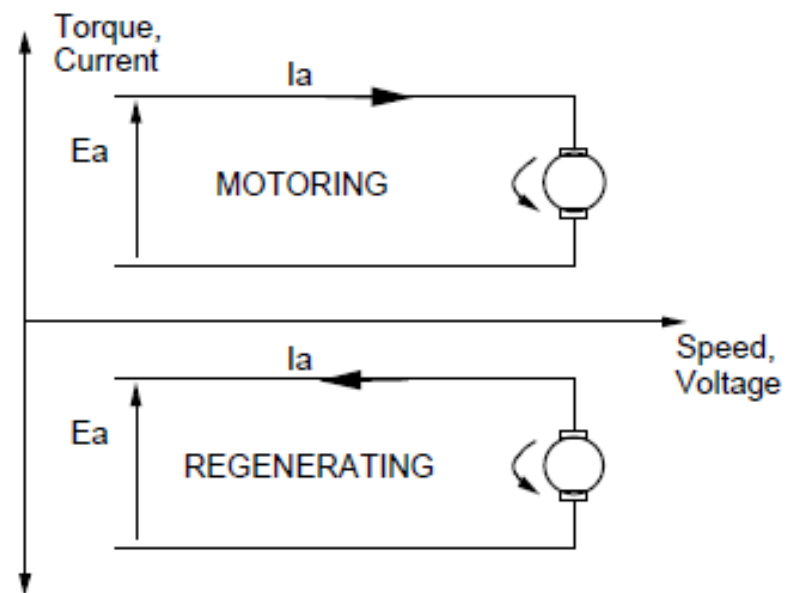 Torque,
Current
Ia
Ea
MOTORING
Speed,
Voltage
Ia
Ea
REGENERATING